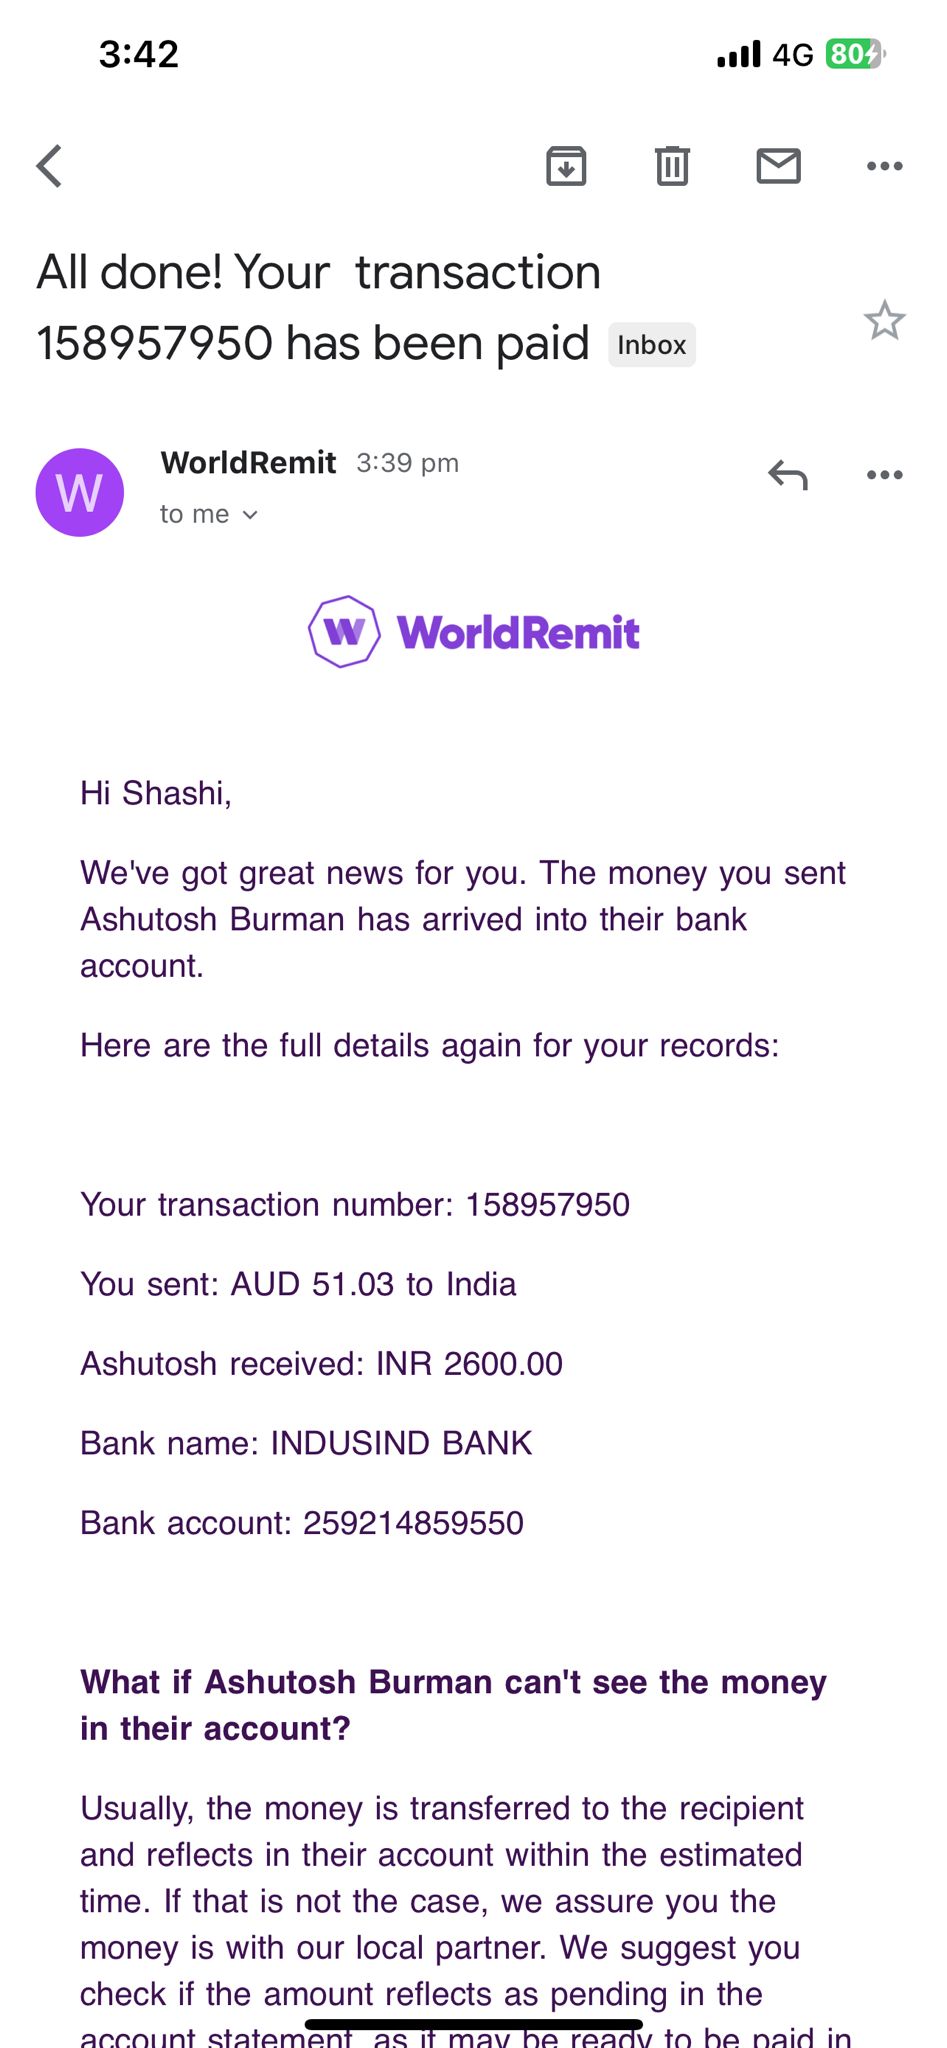 3:42
4G 80
All done! Your  transaction
158957950 has been paid Inbox
W
WorldRemit 3:39 pm
to me
W WorldRemit
Hi Shashi,
We've got great news for you. The money you sent
Ashutosh Burman has arrived into their bank
account.
Here are the full details again for your records:
Your transaction number: 158957950
You sent: AUD 51.03 to India
Ashutosh received: INR 2600.00
Bank name: INDUSIND BANK
Bank account: 259214859550
What if Ashutosh Burman can't see the money
in their account?
Usually, the money is transferred to the recipient
and reflects in their account within the estimated
time. If that is not the case, we assure you the
money is with our local partner. We suggest you
check if the amount reflects as pending in the
account statement, as it may be ready to be paid in